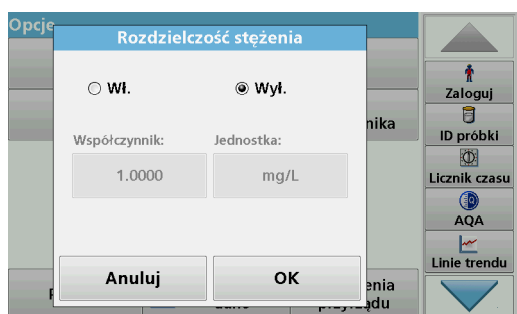 Opcje
Rozdzielczość stężenia
Wł.
Wył.
Współczynnik:
Jednostka:
1.0000
mg/L
Anuluj
OK
nika
enia
Zaloguj
ID próbki
Licznik czasu
AQA
Linie trendu